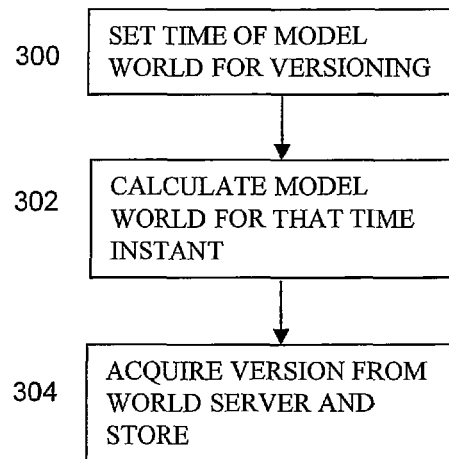 300
SET TIME OF MODEL
WORLD FOR VERSIONING
302
CALCULATE MODEL
WORLD FOR THAT TIME
INSTANT
304
ACQUIRE VERSION FROM
WORLD SERVER AND
STORE